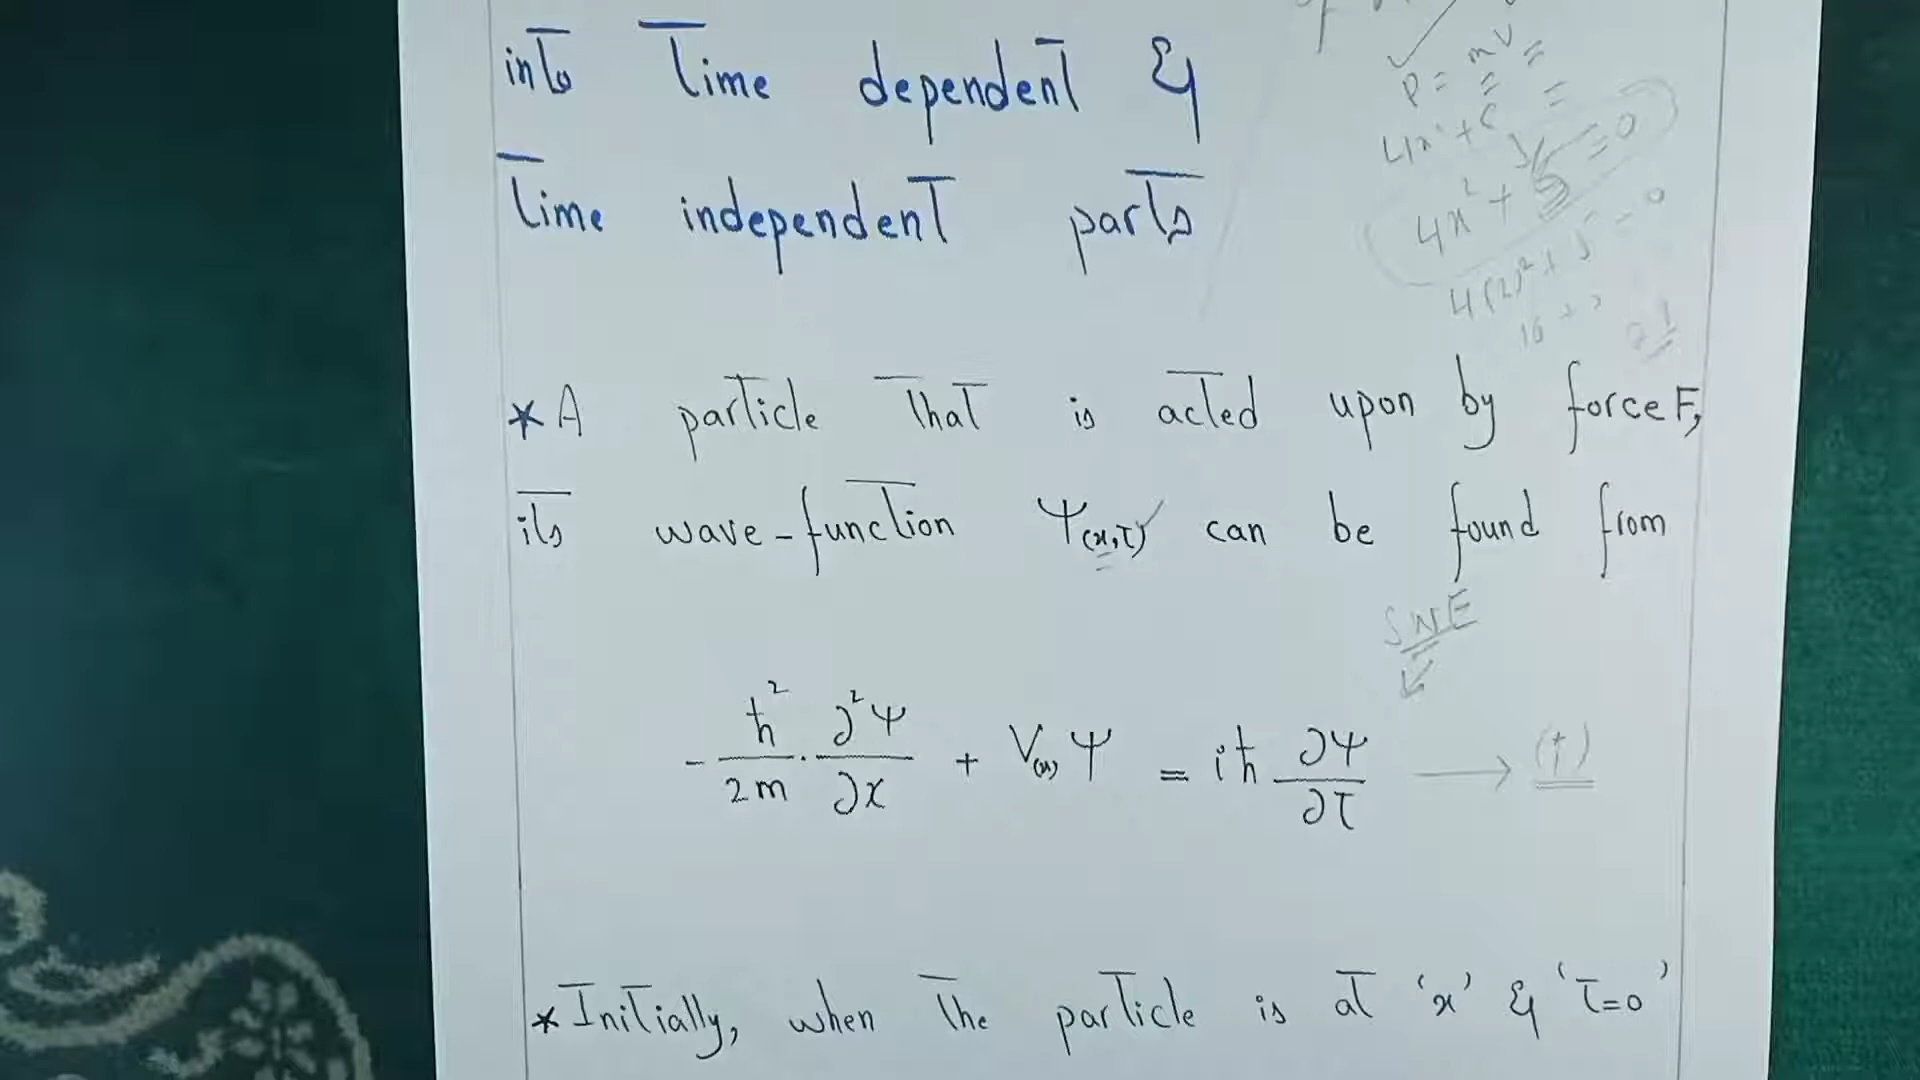 into Time dependent &
Time independent parts
P = mv
4x² +
= 0
4(2)² + 5 = 0
* A particle that is acted upon by force F,
its wave-function Ψ(x,t) can be found from
SWE
- ħ²/2m · ∂²Ψ/∂x + V(x) Ψ = iħ ∂Ψ/∂t → (1)
* Initially, when the particle is at 'x' & 't=0'